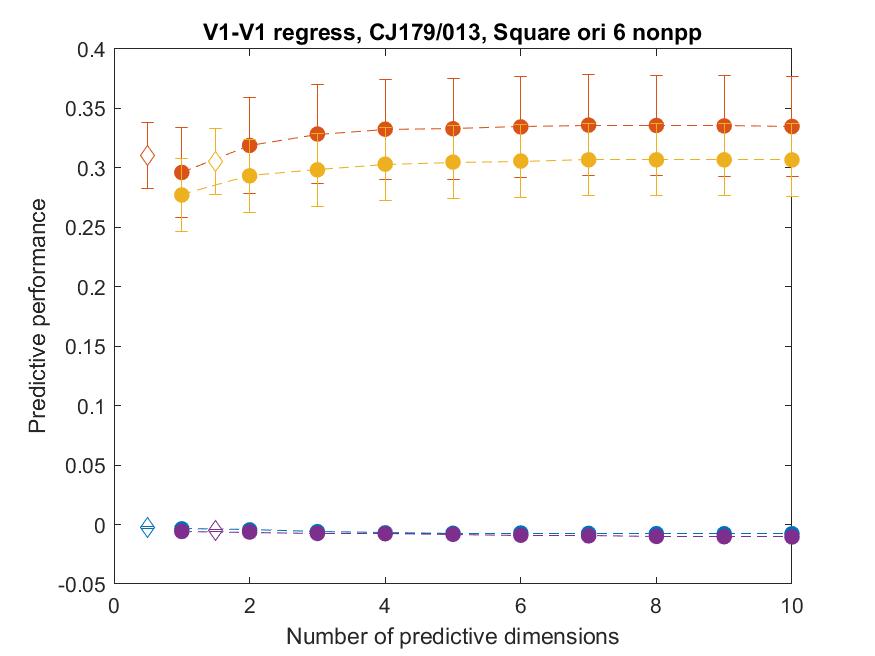 V1-V1 regress, CJ179/013, Square ori 6 nonpp
0.4
0.35
0.3
0.25
0.2
0.15
0.1
0.05
0
-0.05
Predictive performance
0 2 4 6 8 10
Number of predictive dimensions